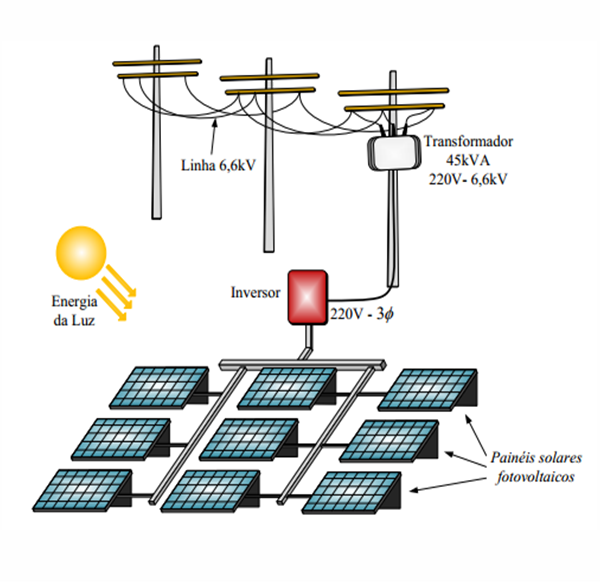 Linha 6,6kV
Transformador
45kVA
220V- 6,6kV
Energia
da Luz
Inversor
220V - 3ϕ
Painéis solares
fotovoltaicos